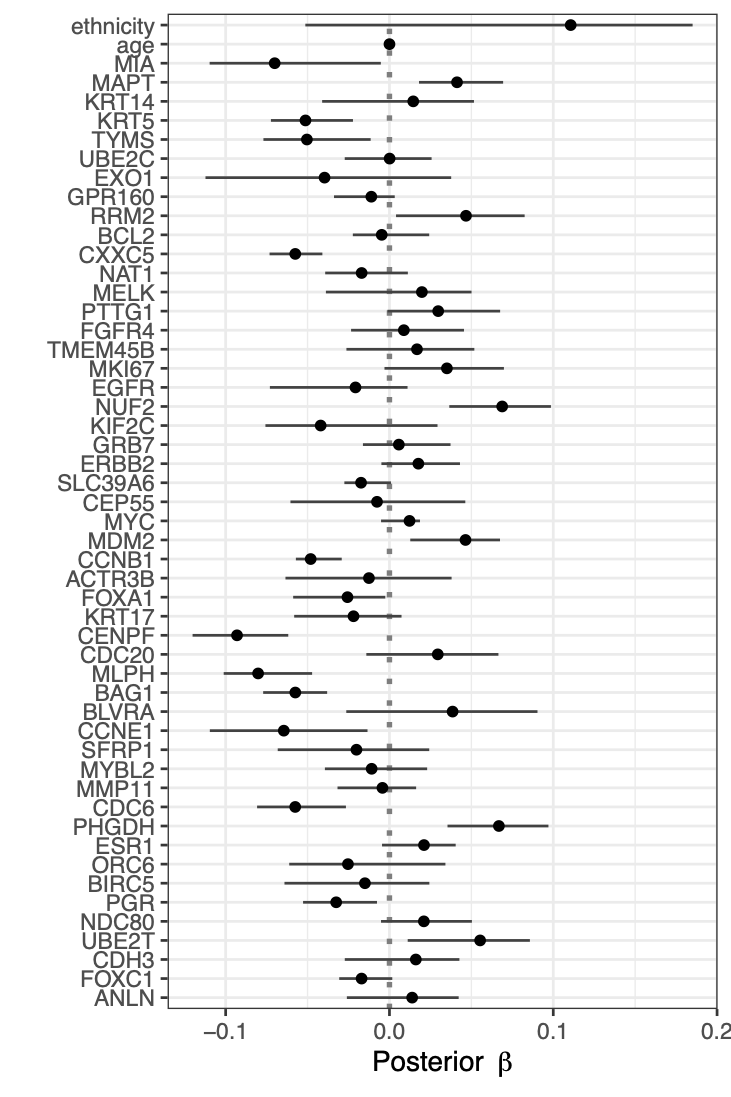 ethnicity
age
MIA
MAPT
KRT14
KRT5
TYMS
UBE2C
EXO1
GPR160
RRM2
BCL2
CXXC5
NAT1
MELK
PTTG1
FGFR4
TMEM45B
MKI67
EGFR
NUF2
KIF2C
GRB7
ERBB2
SLC39A6
CEP55
MYC
MDM2
CCNB1
ACTR3B
FOXA1
KRT17
CENPF
CDC20
MLPH
BAG1
BLVRA
CCNE1
SFRP1
MYBL2
MMP11
CDC6
PHGDH
ESR1
ORC6
BIRC5
PGR
NDC80
UBE2T
CDH3
FOXC1
ANLN
−0.1 0.0 0.1 0.2
Posterior β